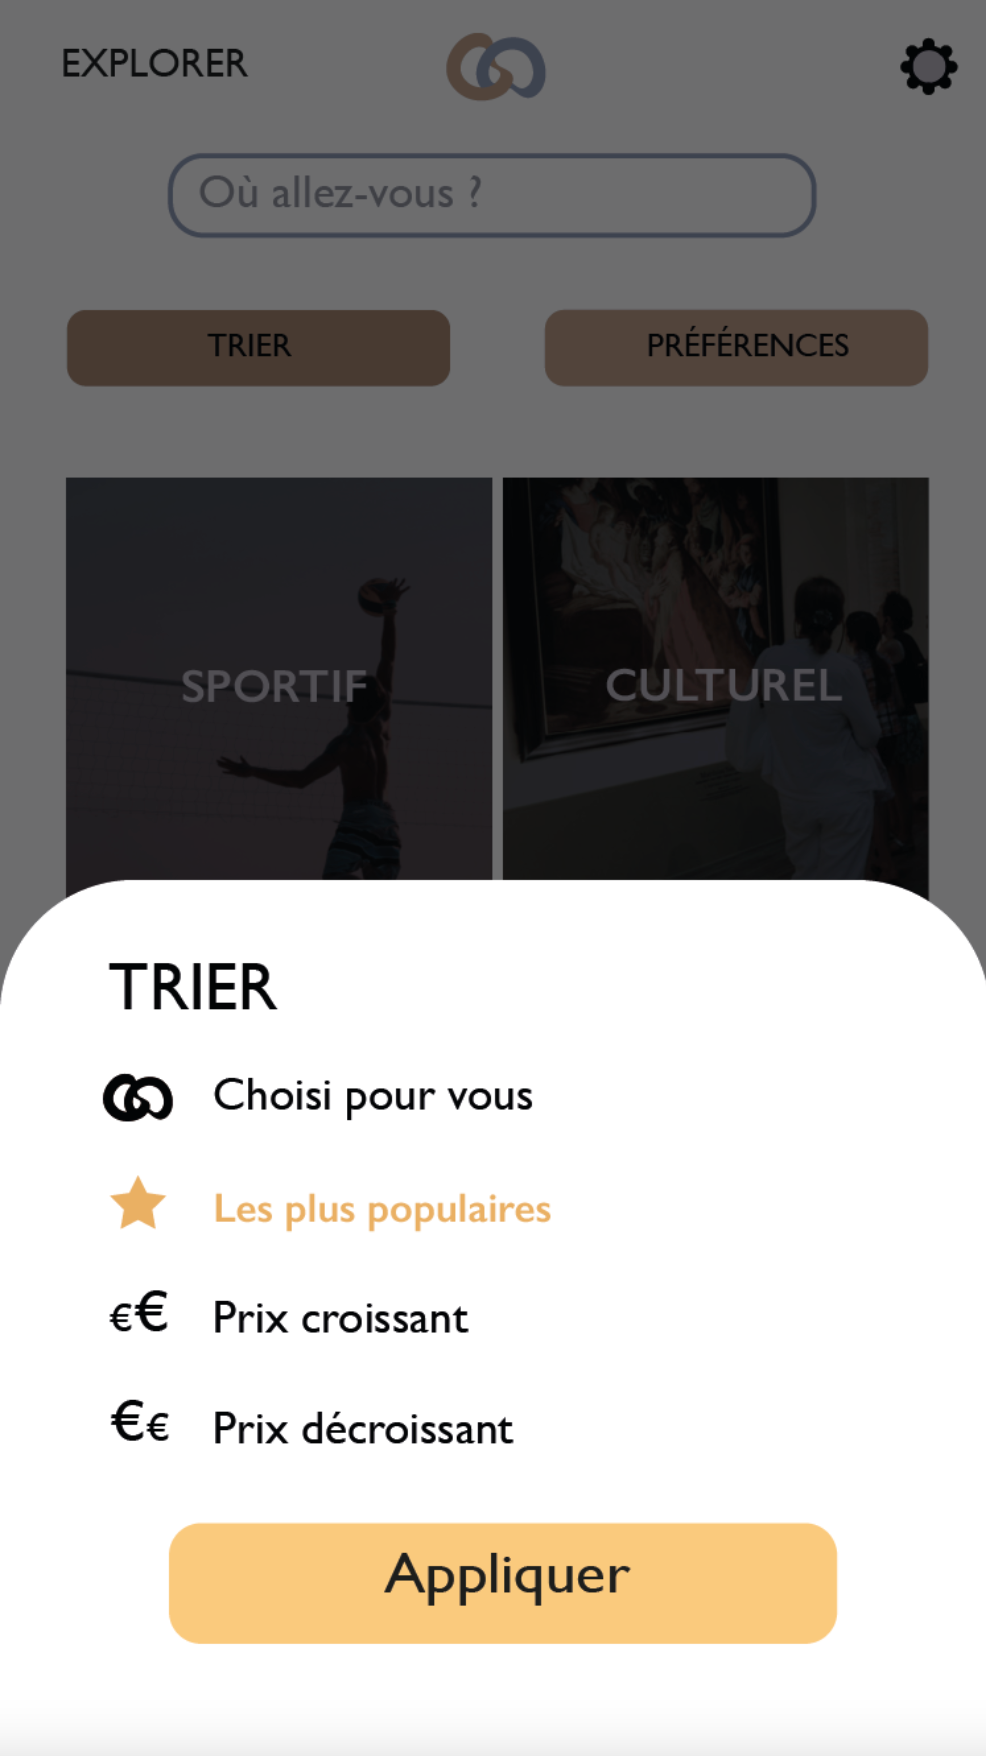 EXPLORER
Où allez-vous ?
TRIER
PRÉFÉRENCES
SPORTIF
CULTUREL
TRIER
Choisi pour vous
Les plus populaires
€€ Prix croissant
€€ Prix décroissant
Appliquer